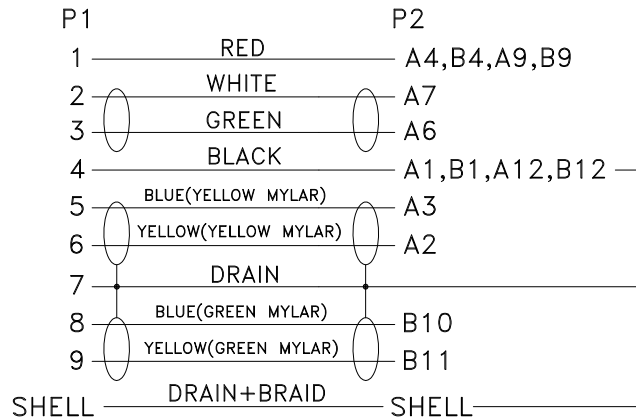 P1 P2
1 RED A4,B4,A9,B9
2 WHITE A7
3 GREEN A6
4 BLACK A1,B1,A12,B12
5 BLUE(YELLOW MYLAR) A3
6 YELLOW(YELLOW MYLAR) A2
7 DRAIN
8 BLUE(GREEN MYLAR) B10
9 YELLOW(GREEN MYLAR) B11
SHELL DRAIN+BRAID SHELL